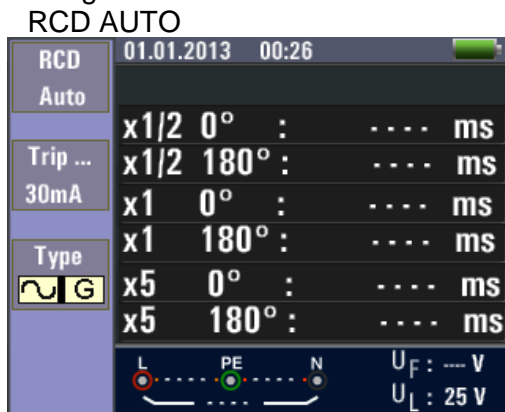 RCD AUTO
RCD
Auto
01.01.2013 00:26
Trip ...
30mA
Type
G
x1/2 0° : ---- ms
x1/2 180° : ---- ms
x1 0° : ---- ms
x1 180° : ---- ms
x5 0° : ---- ms
x5 180° : ---- ms
L PE N
----
UF : --- V
UL : 25 V